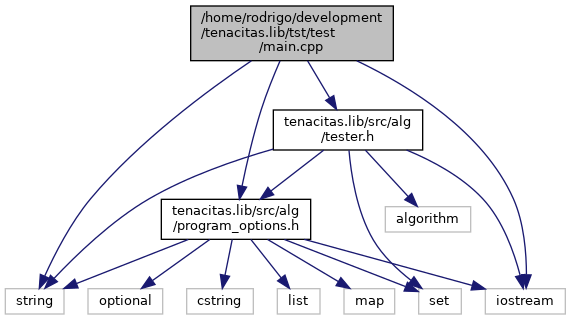 /home/rodrigo/development
/tenacitas.lib/tst/test
/main.cpp
tenacitas.lib/src/alg
/tester.h
tenacitas.lib/src/alg
/program_options.h
algorithm
string
optional
cstring
list
map
set
iostream